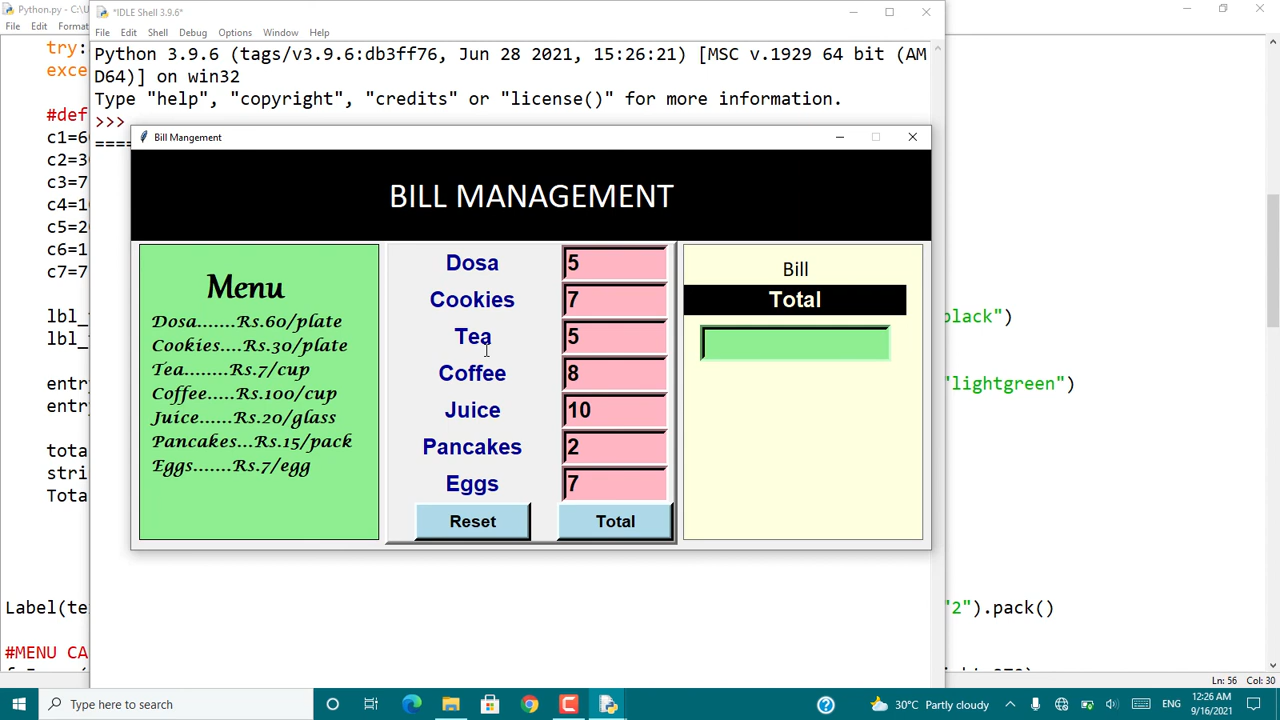 Python.py - C:\U
File Edit Format
*IDLE Shell 3.9.6*
File Edit Shell Debug Options Window Help
Python 3.9.6 (tags/v3.9.6:db3ff76, Jun 28 2021, 15:26:21) [MSC v.1929 64 bit (AM
D64)] on win32
Type "help", "copyright", "credits" or "license()" for more information.
>>>
====
try:
exce
#def
c1=6
c2=3
c3=7
c4=1
c5=2
c6=1
c7=7
lbl_
lbl_
black")
entry
"lightgreen")
entry
tota
stri
Tota
Label(te
"2").pack()
#MENU CA
Bill Mangement
BILL MANAGEMENT
Menu
Dosa.......Rs.60/plate
Cookies....Rs.30/plate
Tea........Rs.7/cup
Coffee.....Rs.100/cup
Juice......Rs.20/glass
Pancakes...Rs.15/pack
Eggs.......Rs.7/egg
Dosa 5
Cookies 7
Tea 5
Coffee 8
Juice 10
Pancakes 2
Eggs 7
Reset Total
Bill
Total
Ln: 56 Col: 30
Type here to search
30°C Partly cloudy
ENG
12:26 AM
9/16/2021